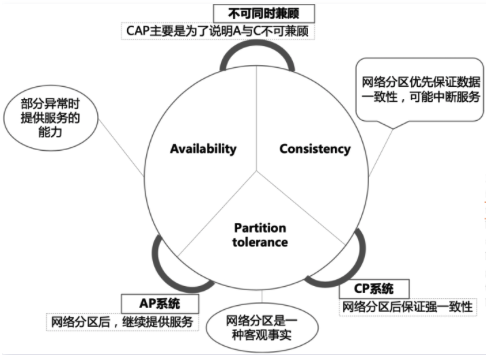 不可同时兼顾
CAP主要是为了说明A与C不可兼顾
部分异常时
提供服务的
能力
网络分区优先保证数据
一致性，可能中断服务
Availability
Consistency
Partition
tolerance
AP系统
网络分区后，继续提供服务
CP系统
网络分区后保证强一致性
网络分区是一
种客观事实